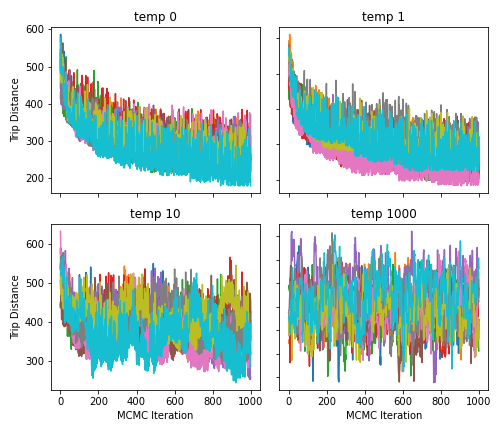 temp 0
temp 1
600
500
400
300
200
Trip Distance
temp 10
temp 1000
600
500
400
300
Trip Distance
0 200 400 600 800 1000
0 200 400 600 800 1000
MCMC Iteration
MCMC Iteration